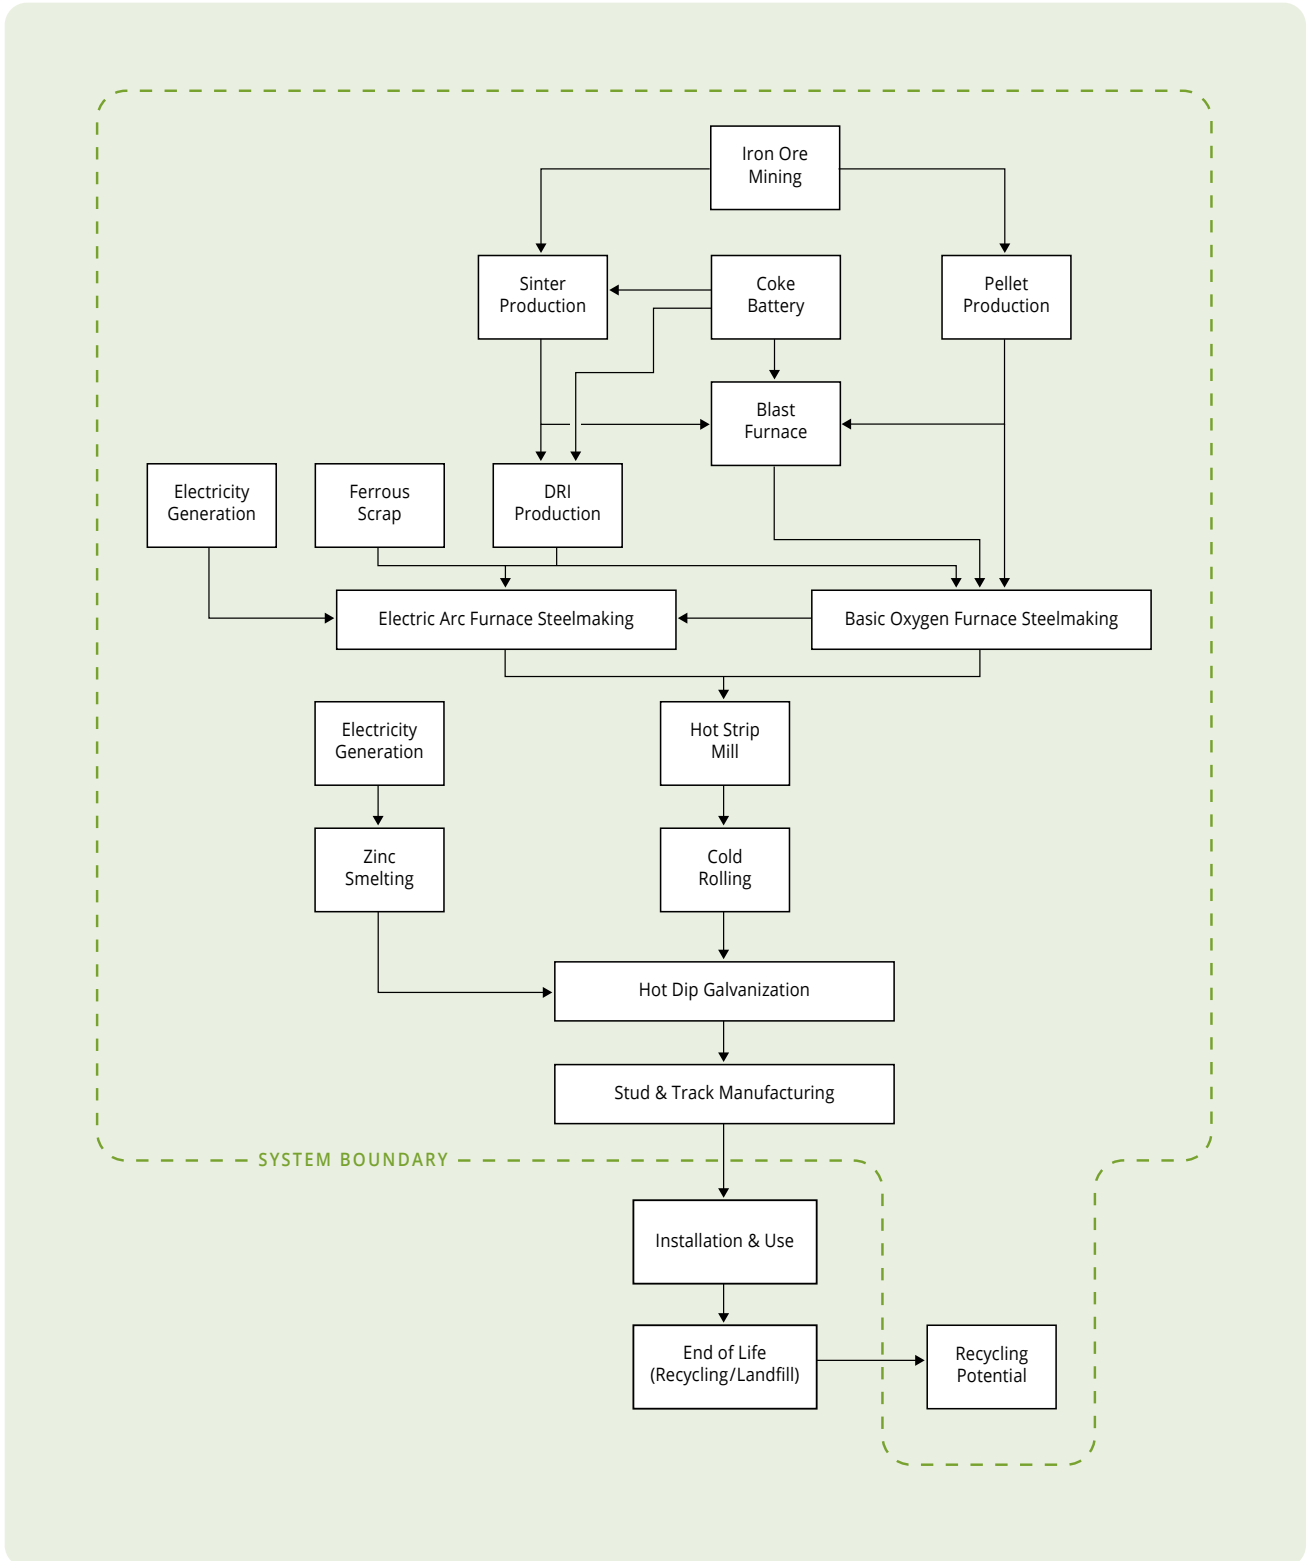 Iron Ore
Mining
Sinter
Production
Coke
Battery
Pellet
Production
Blast
Furnace
Electricity
Generation
Ferrous
Scrap
DRI
Production
Electric Arc Furnace Steelmaking
Basic Oxygen Furnace Steelmaking
Electricity
Generation
Hot Strip
Mill
Zinc
Smelting
Cold
Rolling
Hot Dip Galvanization
Stud & Track Manufacturing
SYSTEM BOUNDARY
Installation & Use
End of Life
(Recycling/Landfill)
Recycling
Potential